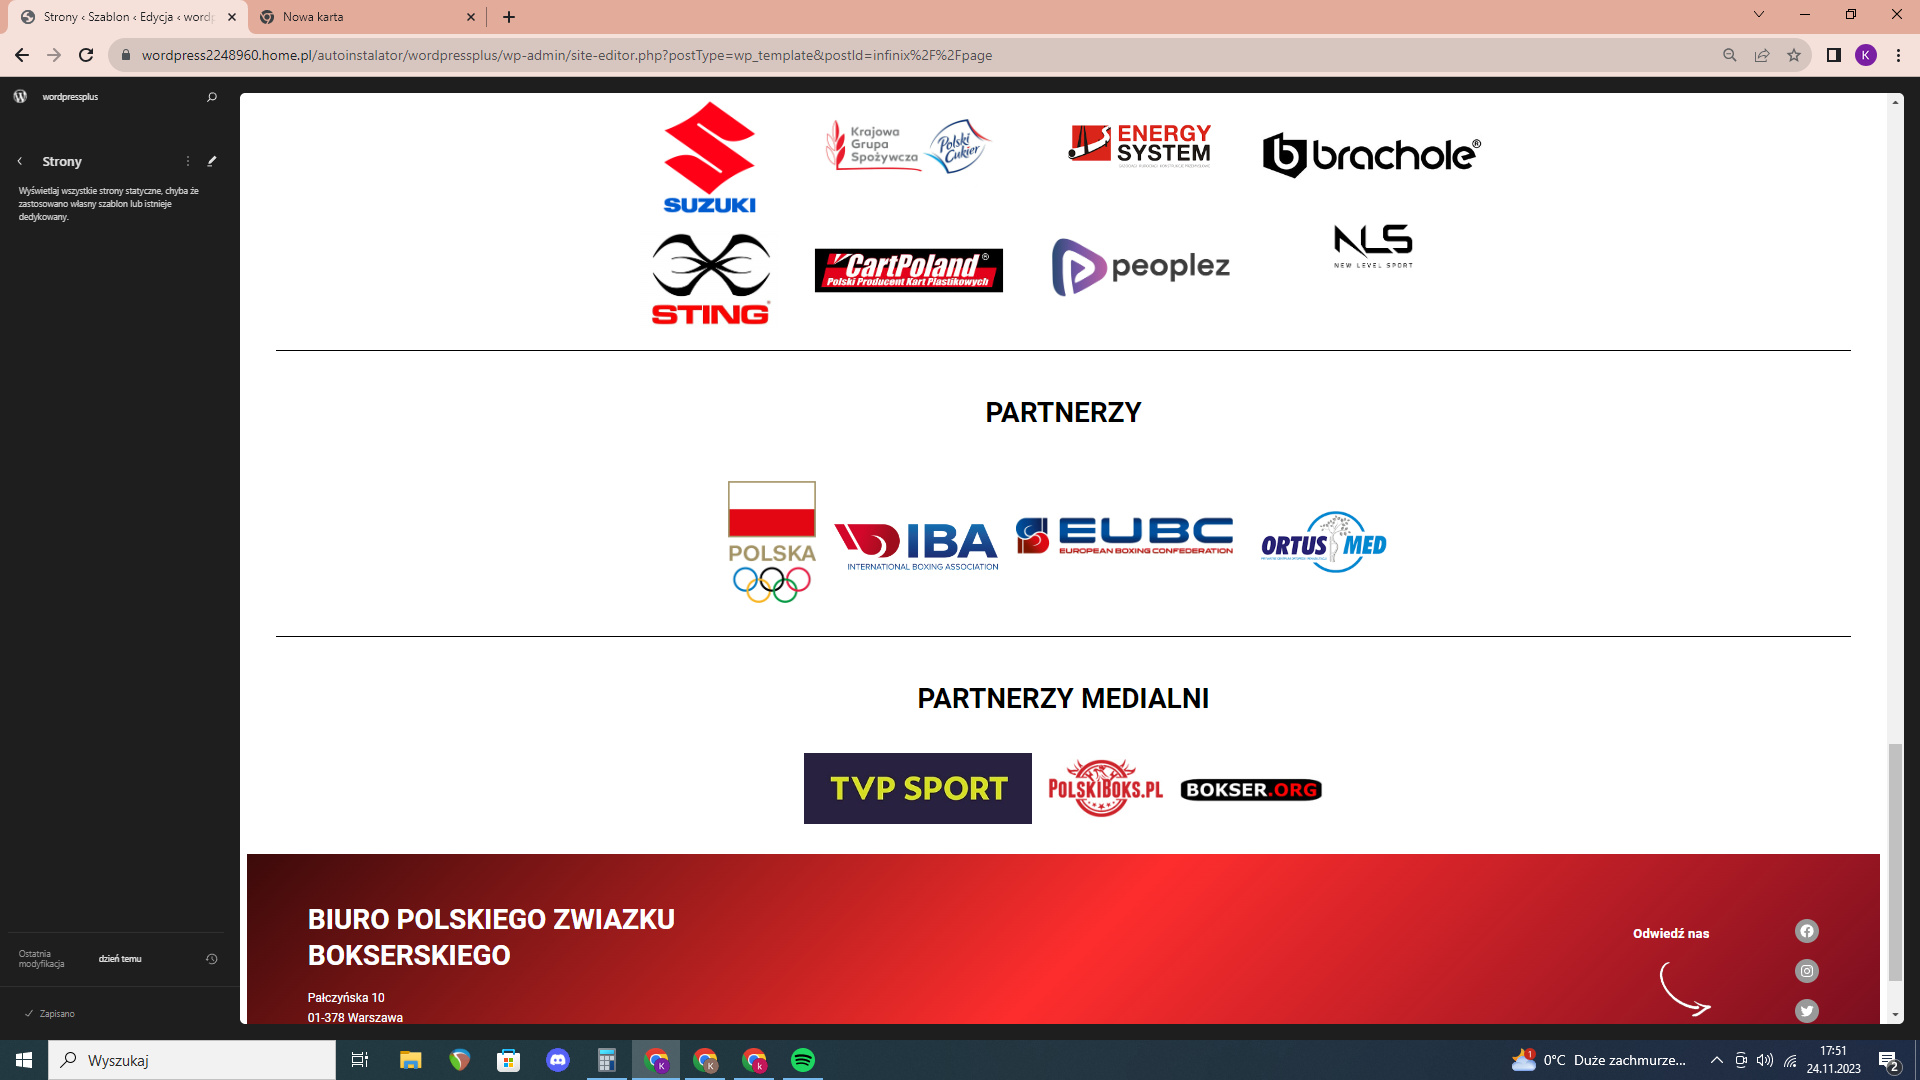 Strony ‹ Szablon ‹ Edycja ‹ wordp
Nowa karta
wordpress2248960.home.pl/autoinstalator/wordpressplus/wp-admin/site-editor.php?postType=wp_template&postId=infinix%2F%2Fpage
K
wordpressplus
Strony
Wyświetlaj wszystkie strony statyczne, chyba że
zastosowano własny szablon lub istnieje
dedykowany.
SUZUKI
Krajowa
Grupa
Spożywcza
Polski
Cukier
ENERGY
SYSTEM
brachole®
STING®
CartPoland®
Polski Producent Kart Plastikowych
peoplez
NLS
NEW LEVEL SPORT
PARTNERZY
POLSKA
IBA
INTERNATIONAL BOXING ASSOCIATION
EUBC
EUROPEAN BOXING CONFEDERATION
ORTUS MED
PARTNERZY MEDIALNI
TVP SPORT
POLSKIBOKS.PL
BOKSER.ORG
BIURO POLSKIEGO ZWIAZKU
BOKSERSKIEGO
Pałczyńska 10
01-378 Warszawa
Odwiedź nas
Ostatnia
modyfikacja
dzień temu
Zapisano
Wyszukaj
K
K
k
1
0°C Duże zachmurze...
17:51
24.11.2023
2